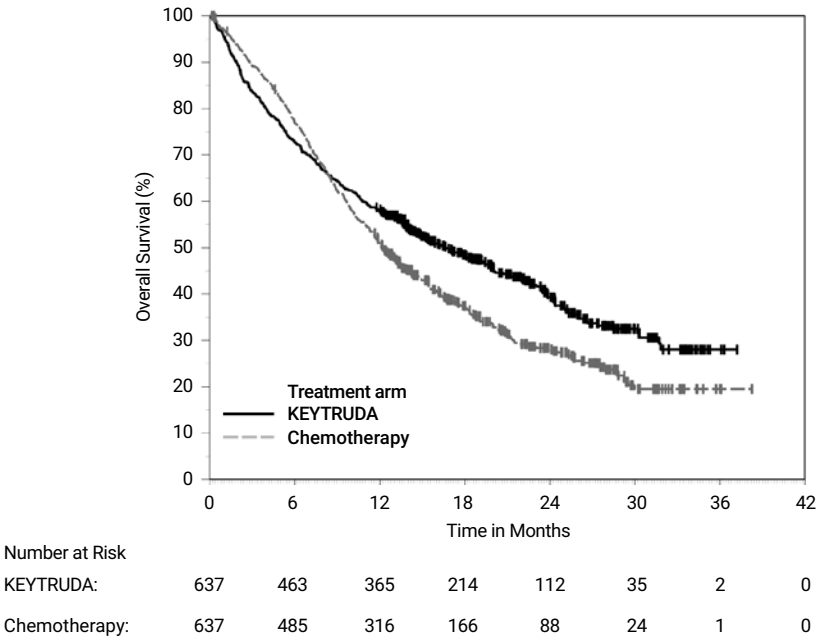 100
90
80
70
60
50
40
30
20
10
0
Overall Survival (%)
Treatment arm
KEYTRUDA
Chemotherapy
0 6 12 18 24 30 36 42
Time in Months
Number at Risk
KEYTRUDA: 637 463 365 214 112 35 2 0
Chemotherapy: 637 485 316 166 88 24 1 0